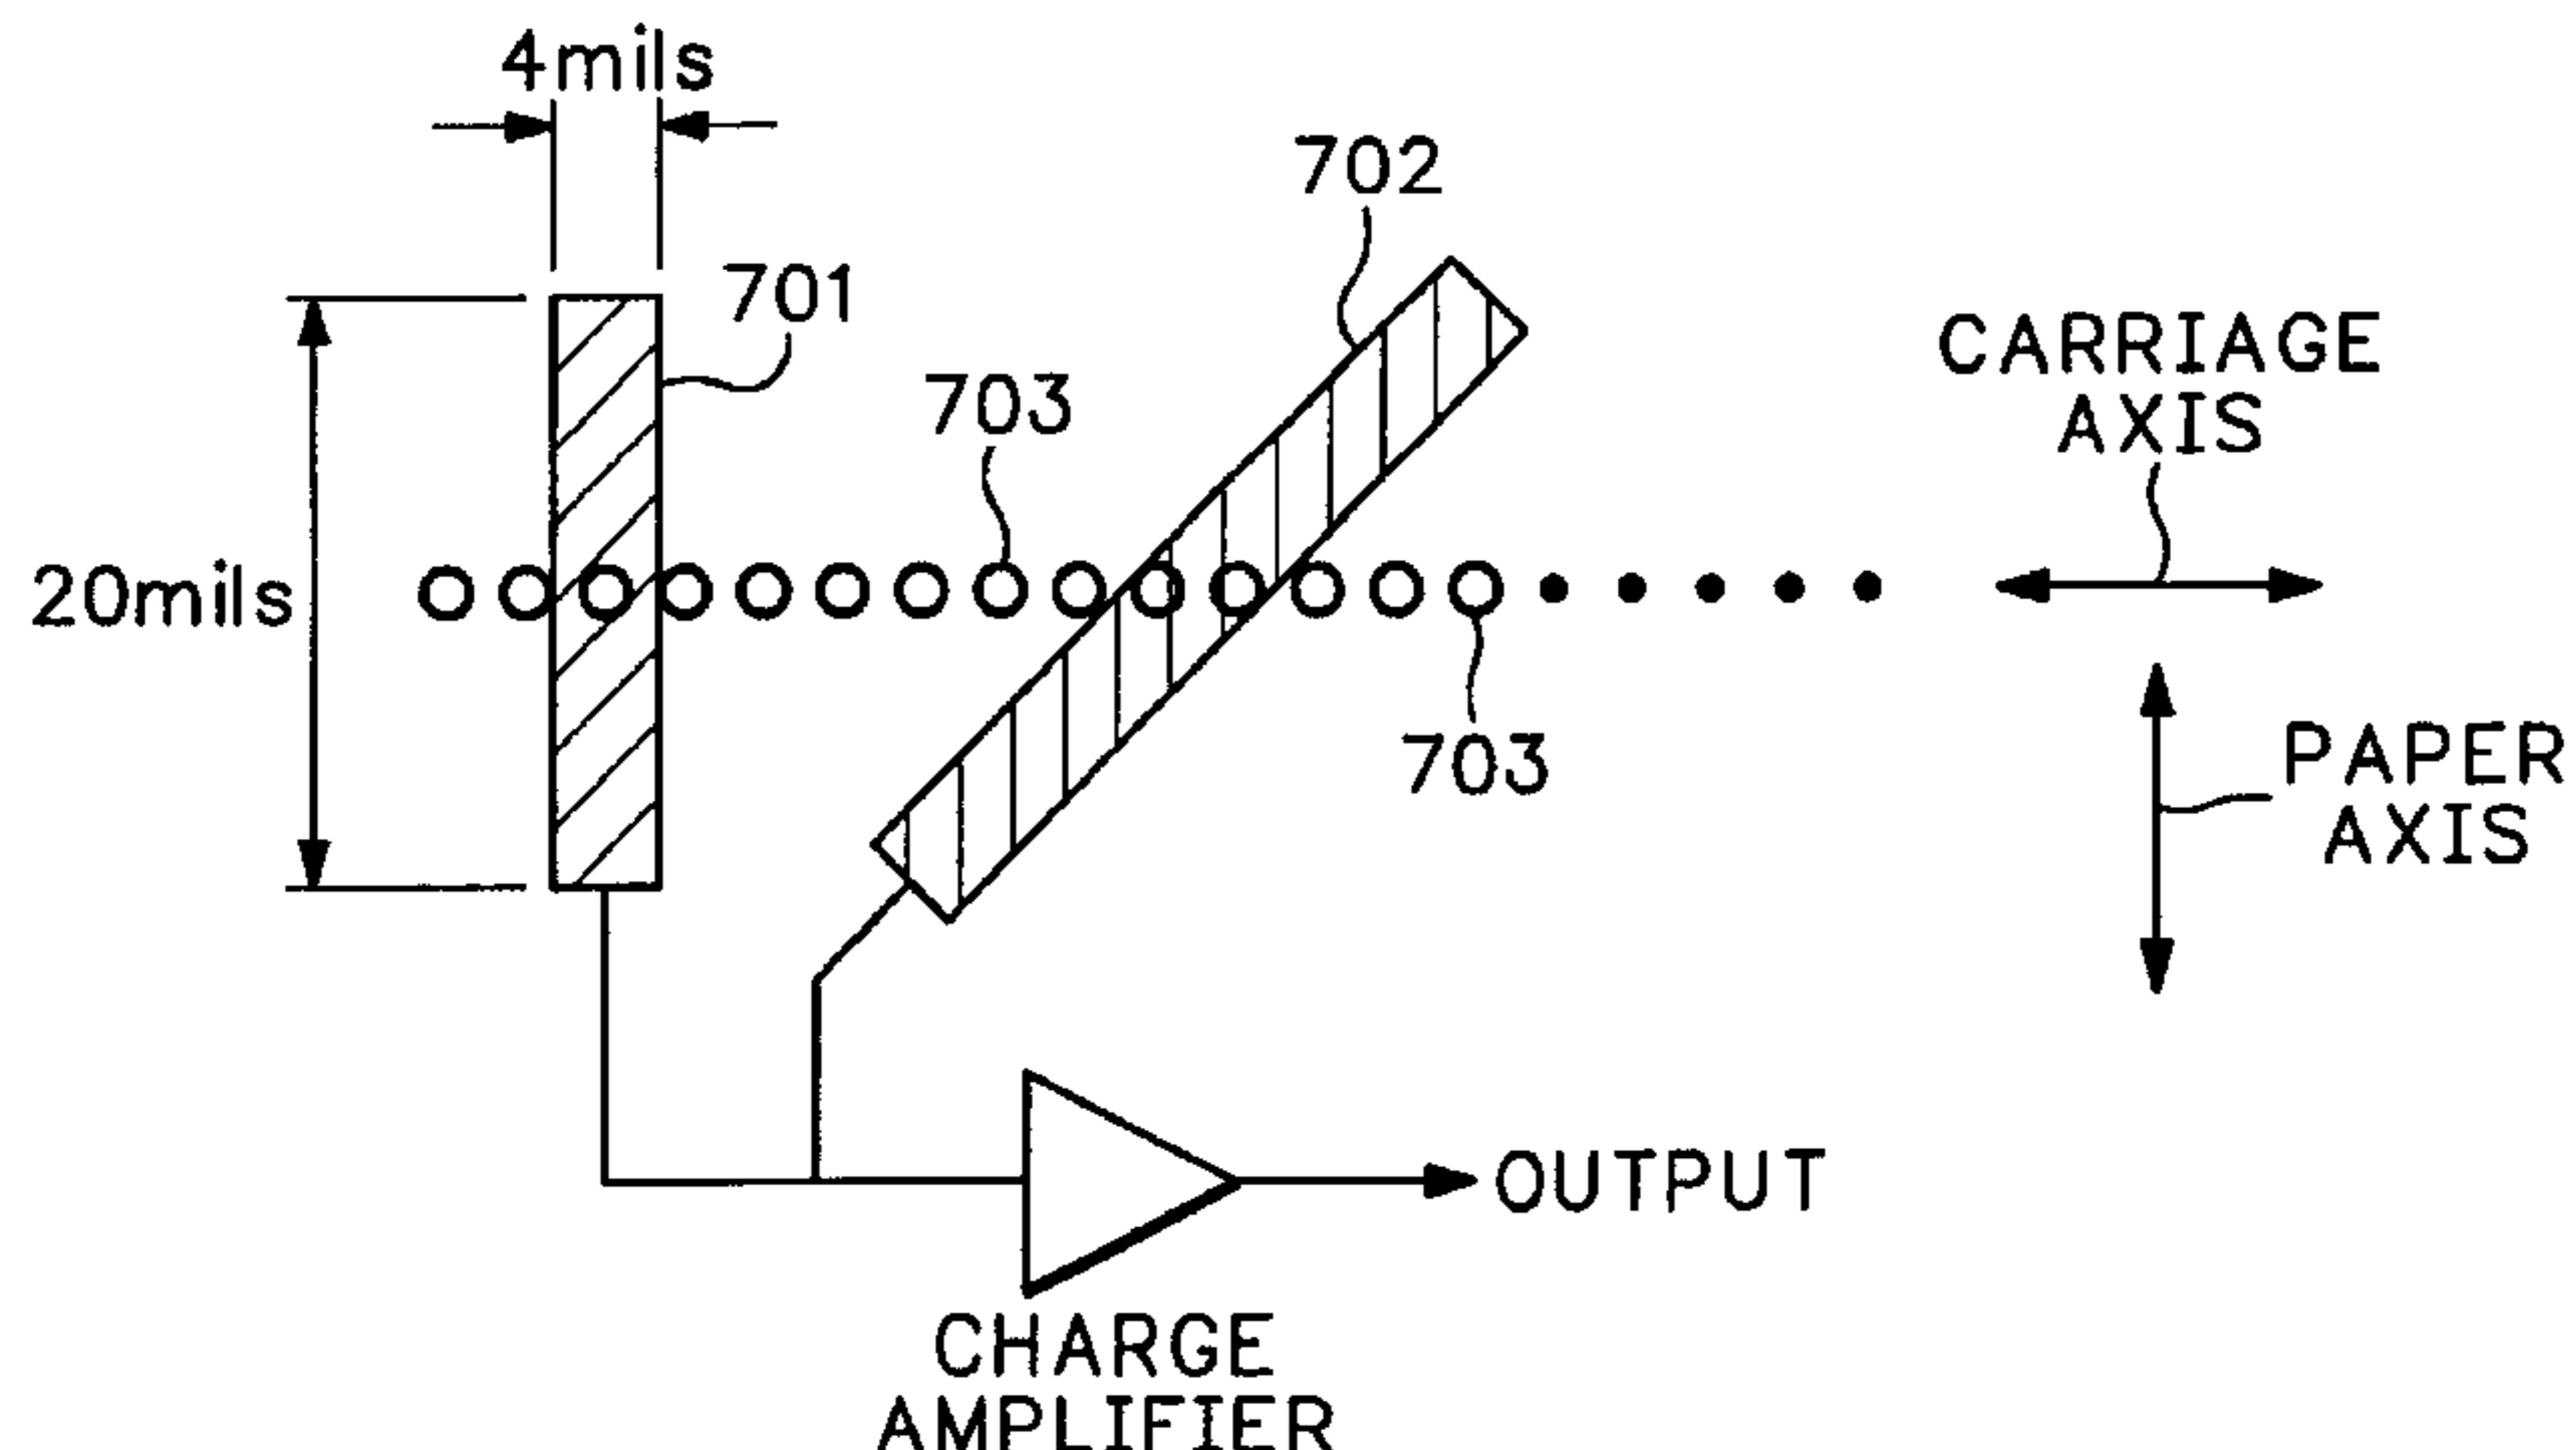 4mils
702
701
703
CARRIAGE
AXIS
20mils
703
PAPER
AXIS
OUTPUT
CHARGE
AMPLIFIER